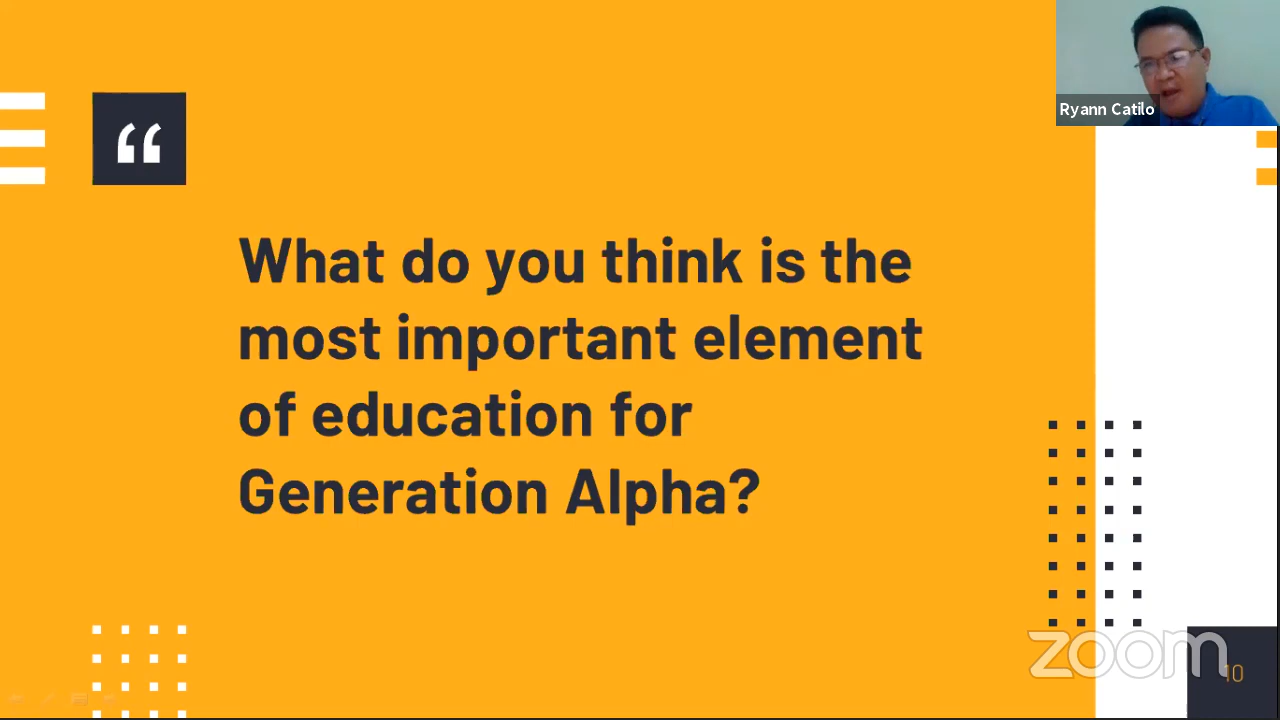 Ryann Catilo
“
What do you think is the
most important element
of education for
Generation Alpha?
zoom
10